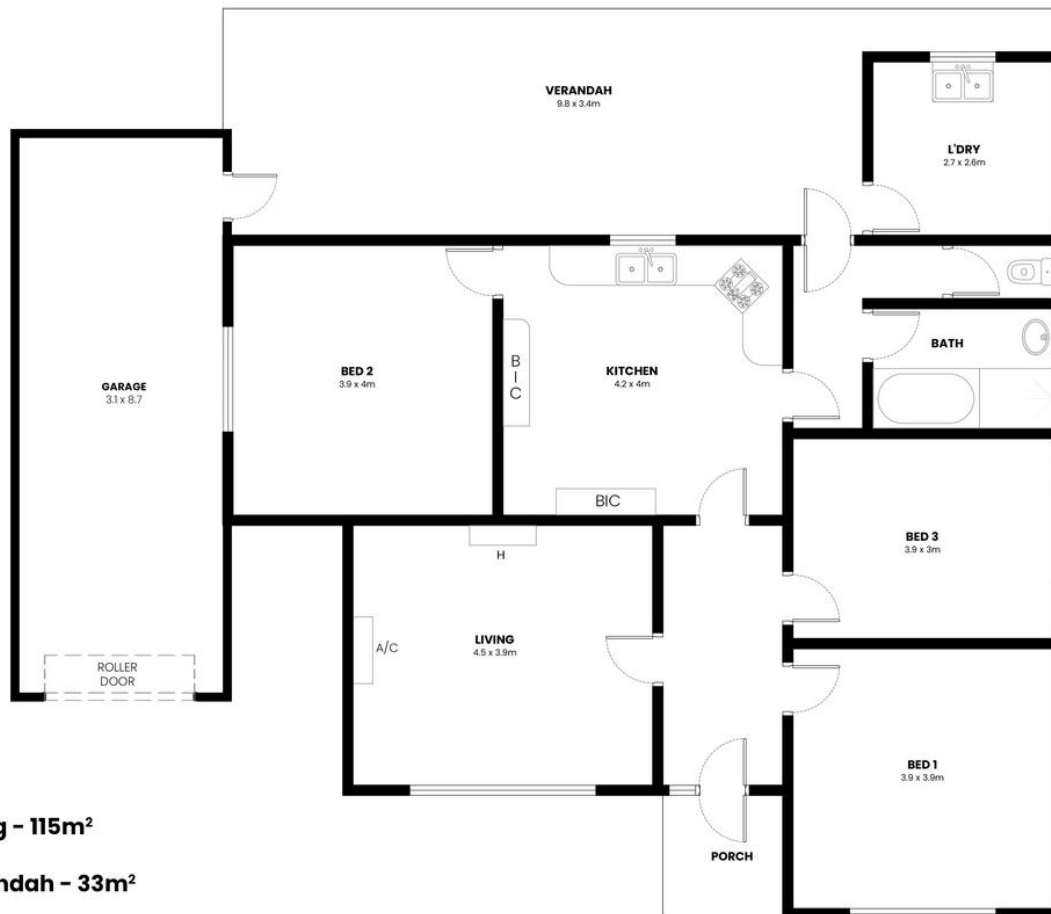 VERANDAH
9.8 x 3.4m
L'DRY
2.7 x 2.6m
GARAGE
3.1 x 8.7
BED 2
3.9 x 4m
B
I
C
KITCHEN
4.2 x 4m
BIC
BATH
BED 3
3.9 x 3m
H
A/C
LIVING
4.5 x 3.9m
ROLLER
DOOR
BED 1
3.9 x 3.9m
PORCH
g - 115m²
ndah - 33m²